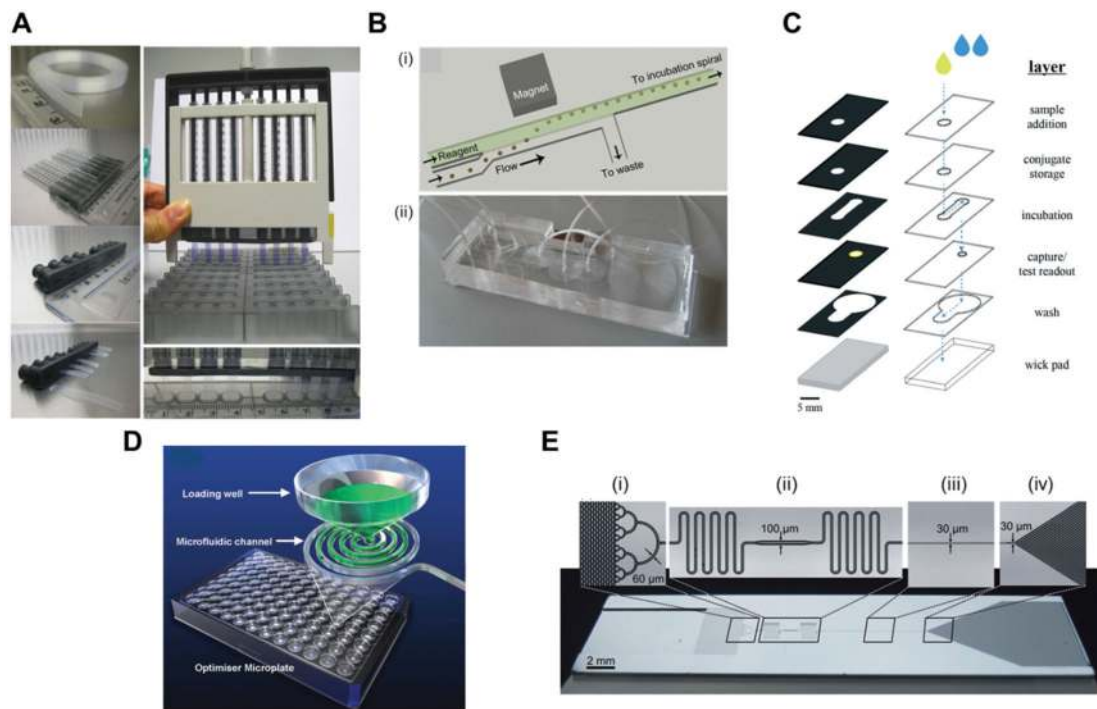 A
B
(i)
Magnet
To incubation spiral
Reagent
Flow
To waste
(ii)
C
layer
sample
addition
conjugate
storage
incubation
capture/
test readout
wash
wick pad
5 mm
D
Loading well
Microfluidic channel
Optimiser Microplate
E
(i)
(ii)
(iii)
(iv)
60 µm
100 µm
30 µm
30 µm
2 mm